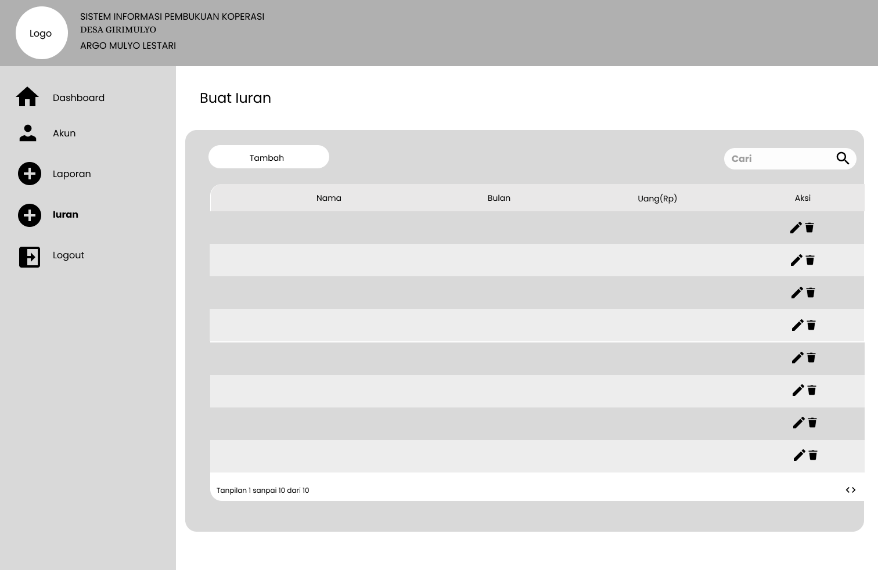 Logo
SISTEM INFORMASI PEMBUKUAN KOPERASI
DESA GIRIMULYO
ARGO MULYO LESTARI
Dashboard
Akun
Laporan
Iuran
Logout
Buat Iuran
Tambah
Cari
Nama Bulan Uang(Rp) Aksi
Tanpilan 1 sanpai 10 dari 10